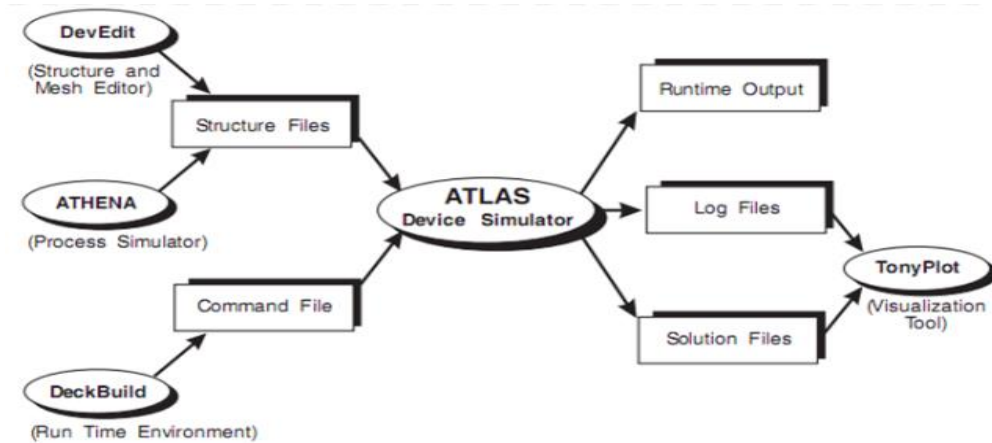 DevEdit
(Structure and
Mesh Editor)
Structure Files
ATHENA
(Process Simulator)
Command File
DeckBuild
(Run Time Environment)
ATLAS
Device Simulator
Runtime Output
Log Files
Solution Files
TonyPlot
(Visualization
Tool)